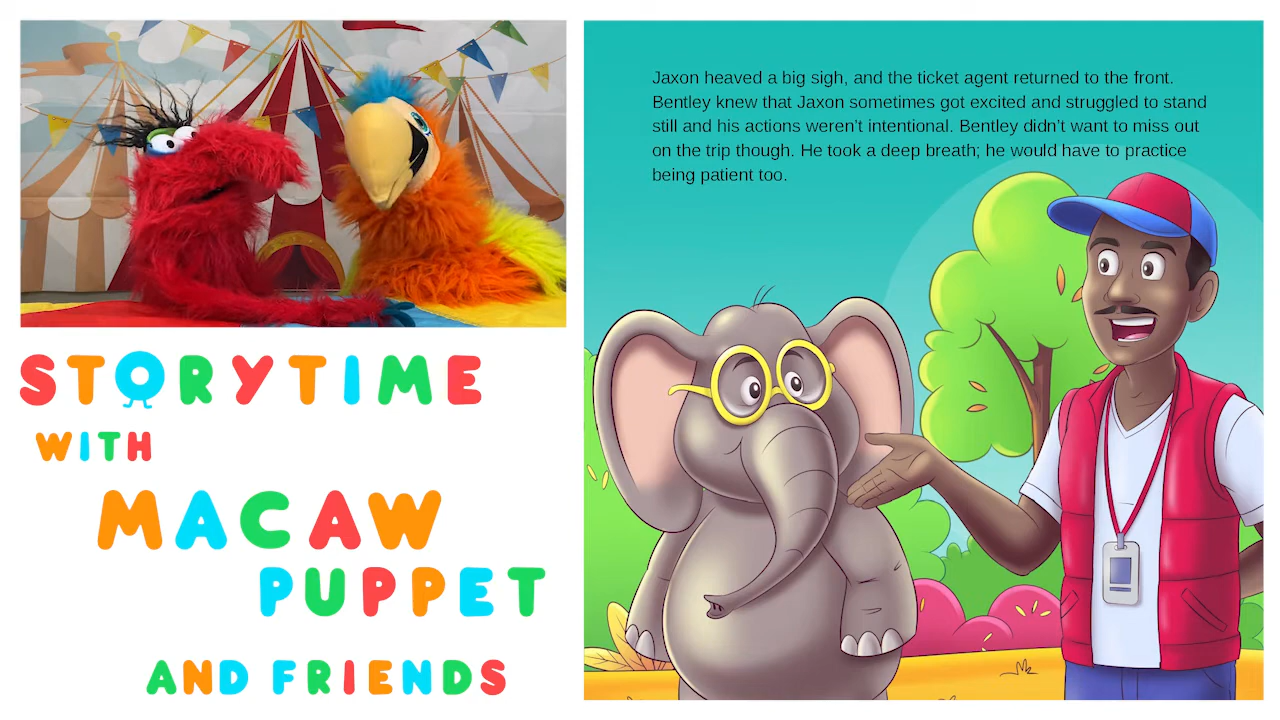 STORYTIME
WITH
MACAW
PUPPET
AND FRIENDS
Jaxon heaved a big sigh, and the ticket agent returned to the front.
Bentley knew that Jaxon sometimes got excited and struggled to stand
still and his actions weren’t intentional. Bentley didn’t want to miss out
on the trip though. He took a deep breath; he would have to practice
being patient too.